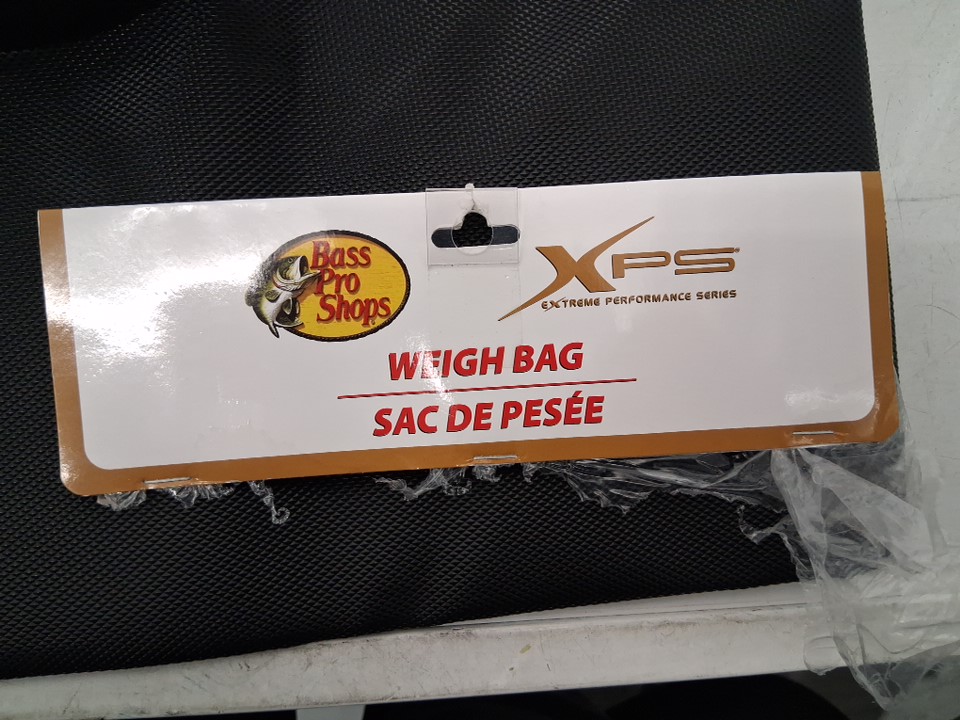 Bass
Pro
Shops
XPS
EXTREME PERFORMANCE SERIES
WEIGH BAG
SAC DE PESÉE